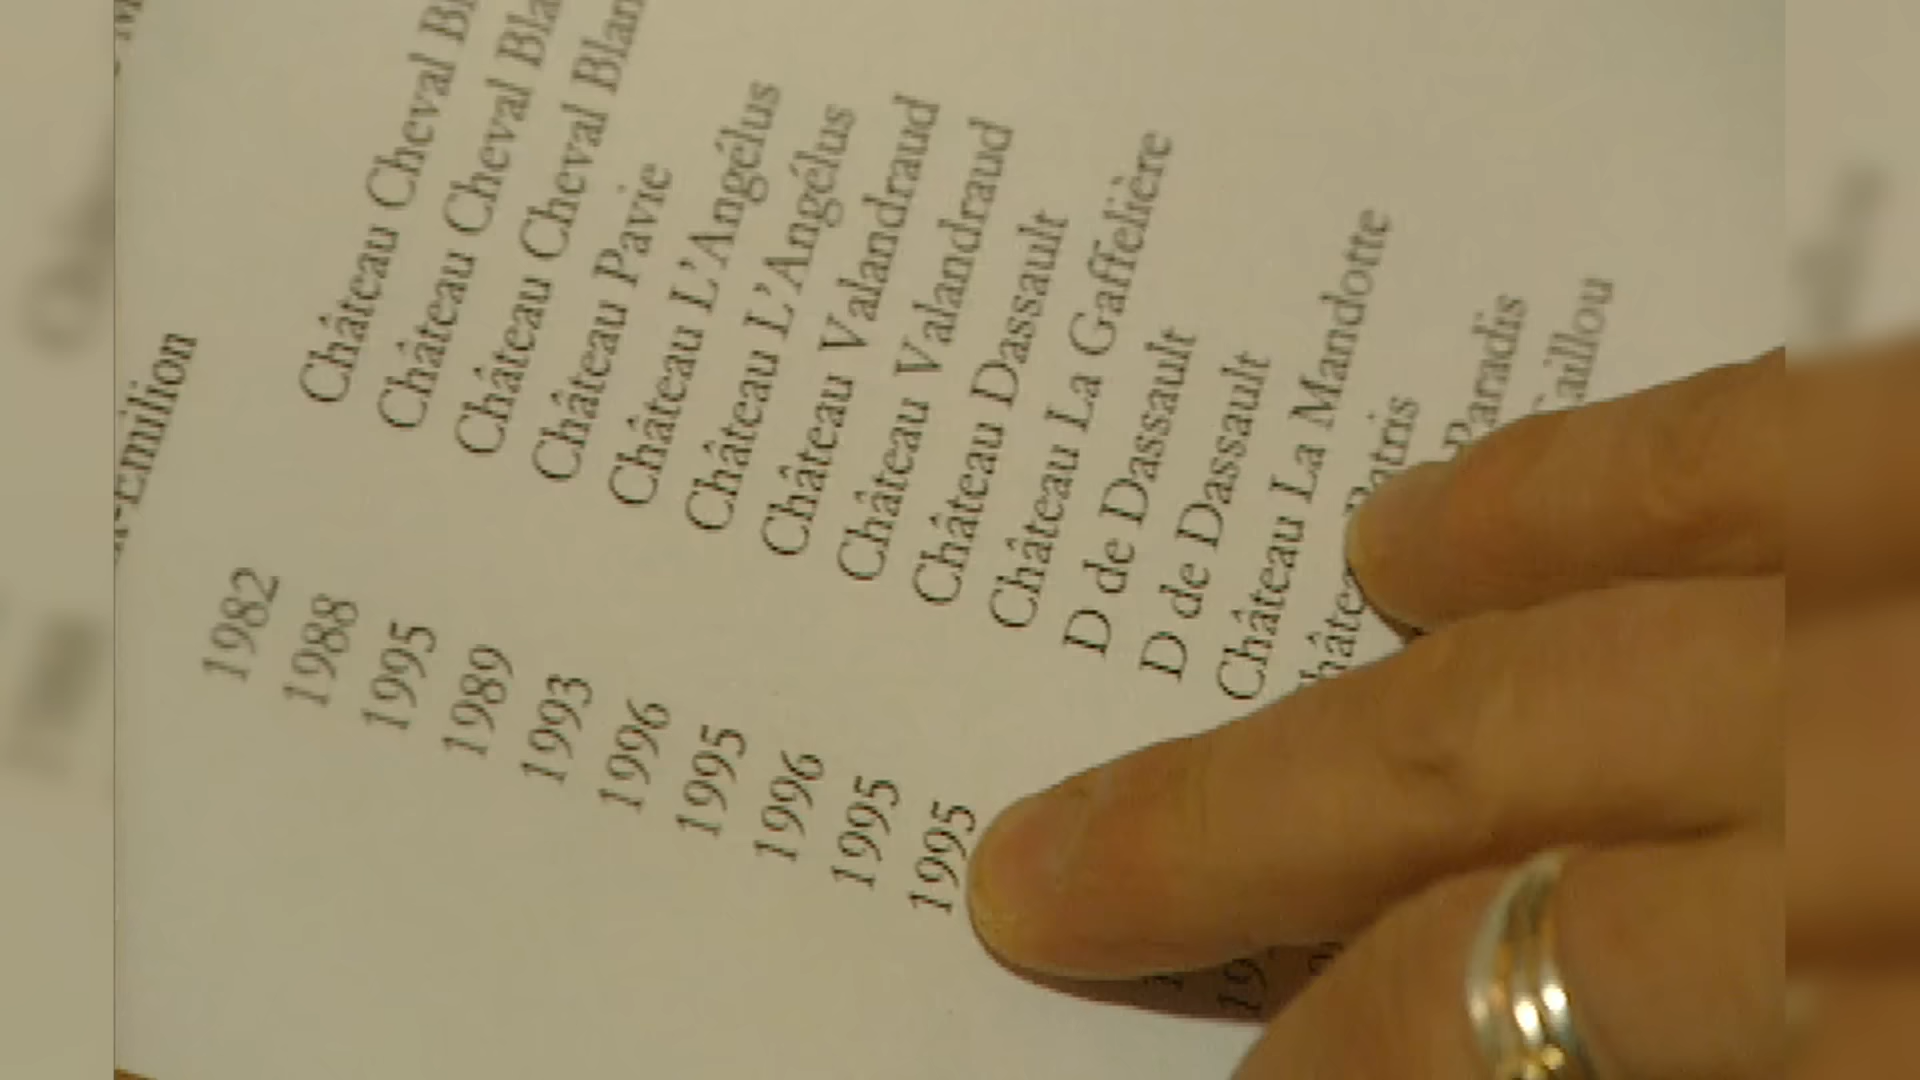 -Emilion
1982 Château Cheval Bl
1988 Château Cheval Bla
1995 Château Cheval Blan
1989 Château Pavie
1993 Château L'Angélus
1996 Château L'Angélus
1995 Château Valandraud
1996 Château Valandraud
1995 Château Dassault
1995 Château La Gaffelière
D de Dassault
D de Dassault
Château La Mandotte
Patris
Paradis